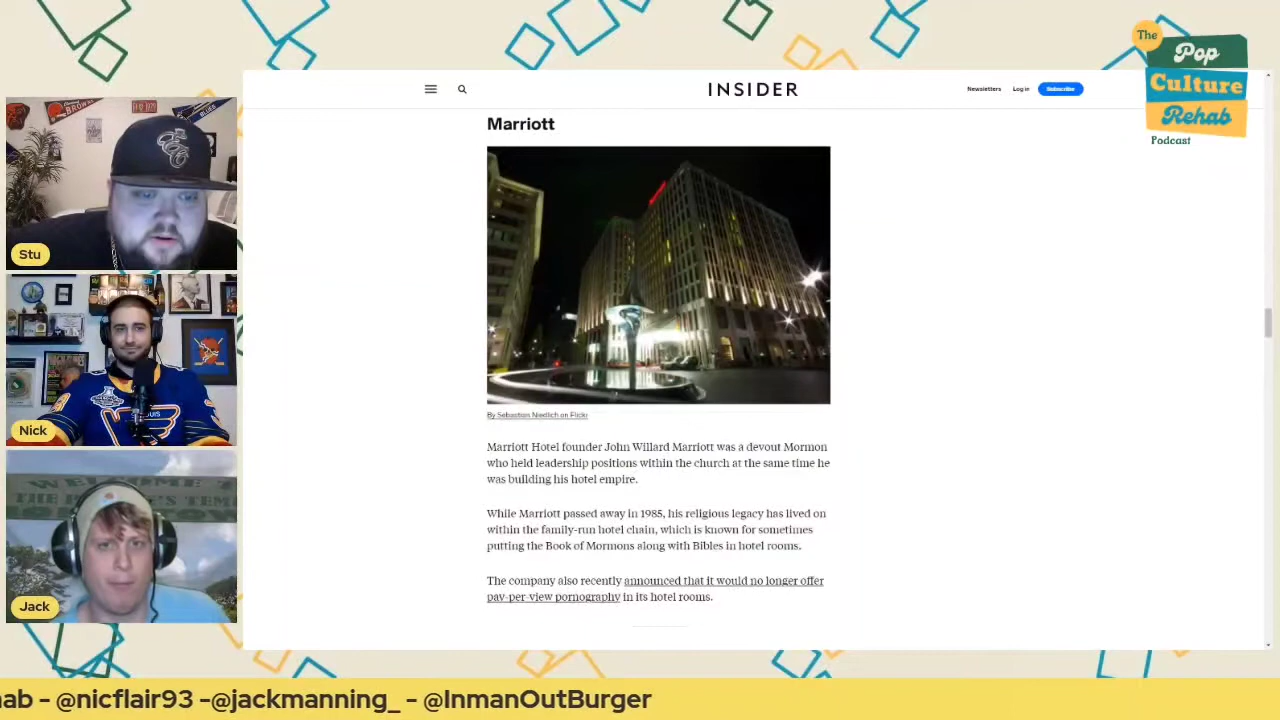 The
Pop
Culture
Rehab
Podcast
INSIDER
Newsletters
Log in
Subscribe
Marriott
By Sebastian Niedlich on Flickr
Marriott Hotel founder John Willard Marriott was a devout Mormon
who held leadership positions within the church at the same time he
was building his hotel empire.
While Marriott passed away in 1985, his religious legacy has lived on
within the family-run hotel chain, which is known for sometimes
putting the Book of Mormons along with Bibles in hotel rooms.
The company also recently announced that it would no longer offer
pay-per-view pornography in its hotel rooms.
BROWNS
BLUES
Stu
Nick
WELCOME T
Jack
ab - @nicflair93 -@jackmanning_ - @InmanOutBurger